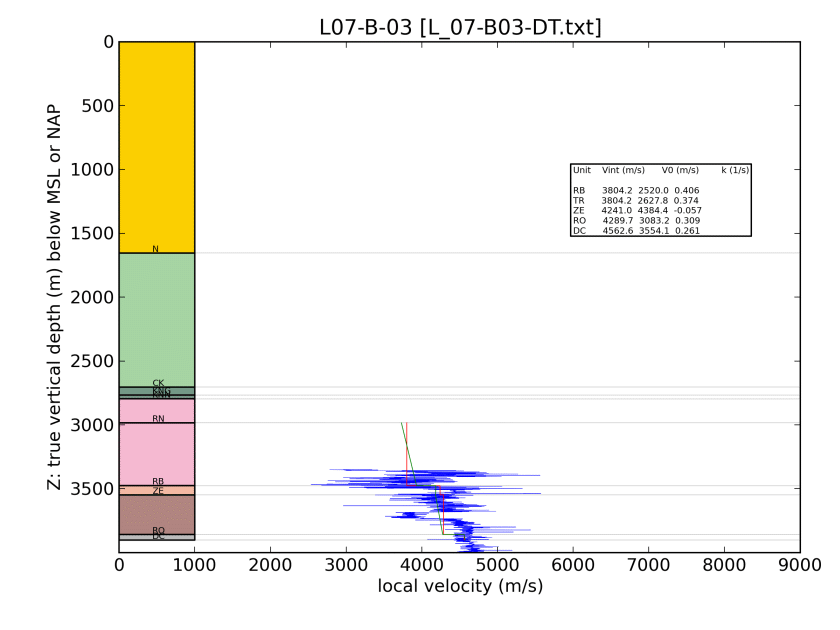 L07-B-03 [L_07-B03-DT.txt]
Z: true vertical depth (m) below MSL or NAP
0
500
1000
1500
2000
2500
3000
3500
N
CK
KNN
RN
RB
ZE
RO
DC
Unit Vint (m/s) V0 (m/s) k (1/s)
RB 3804.2 2520.0 0.406
TR 3804.2 2627.8 0.374
ZE 4241.0 4384.4 -0.057
RO 4289.7 3083.2 0.309
DC 4562.6 3554.1 0.261
0 1000 2000 3000 4000 5000 6000 7000 8000 9000
local velocity (m/s)